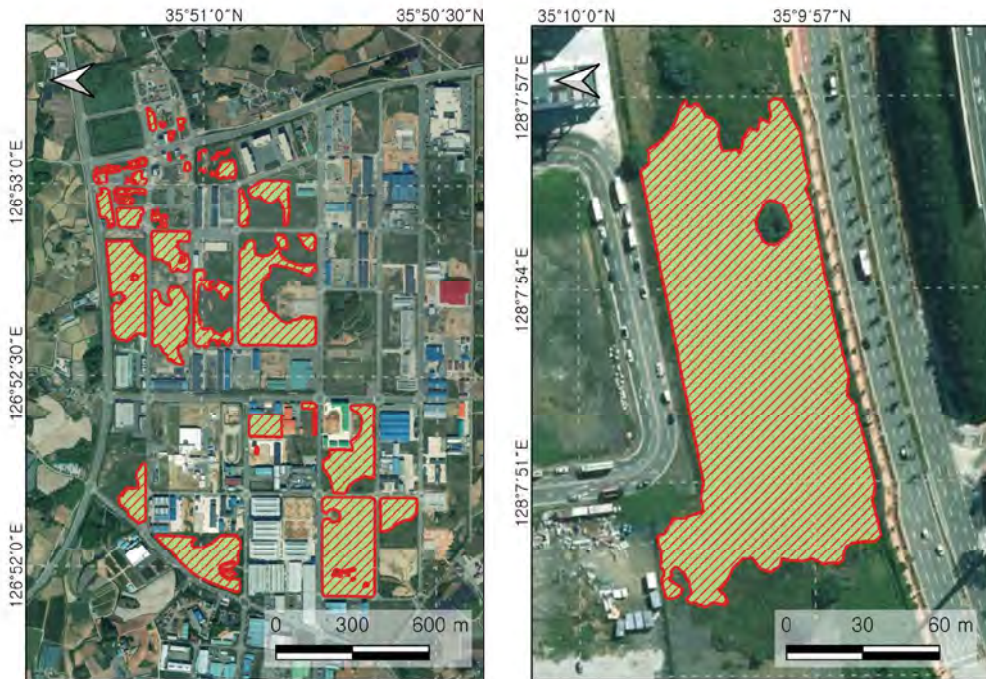 35°51′0″N
35°50′30″N
126°53′0″E
126°52′30″E
126°52′0″E
0 300 600 m
35°10′0″N
35°9′57″N
128°7′57″E
128°7′54″E
128°7′51″E
0 30 60 m